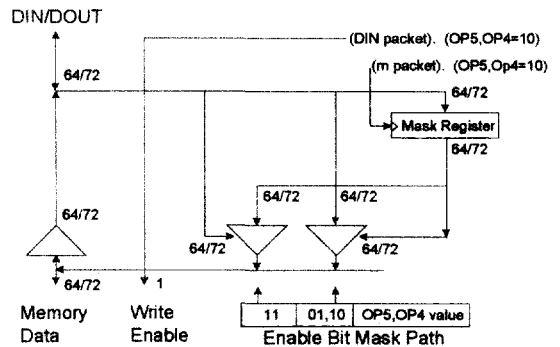 DIN/DOUT
(DIN packet). (OP5,OP4=10)
(m packet). (OP5,Op4=10)
64/72
64/72
Mask Register
64/72
64/72
64/72
64/72
64/72
64/72
64/72
1
Memory Data
Write Enable
11 01,10 OP5,OP4 value
Enable Bit Mask Path